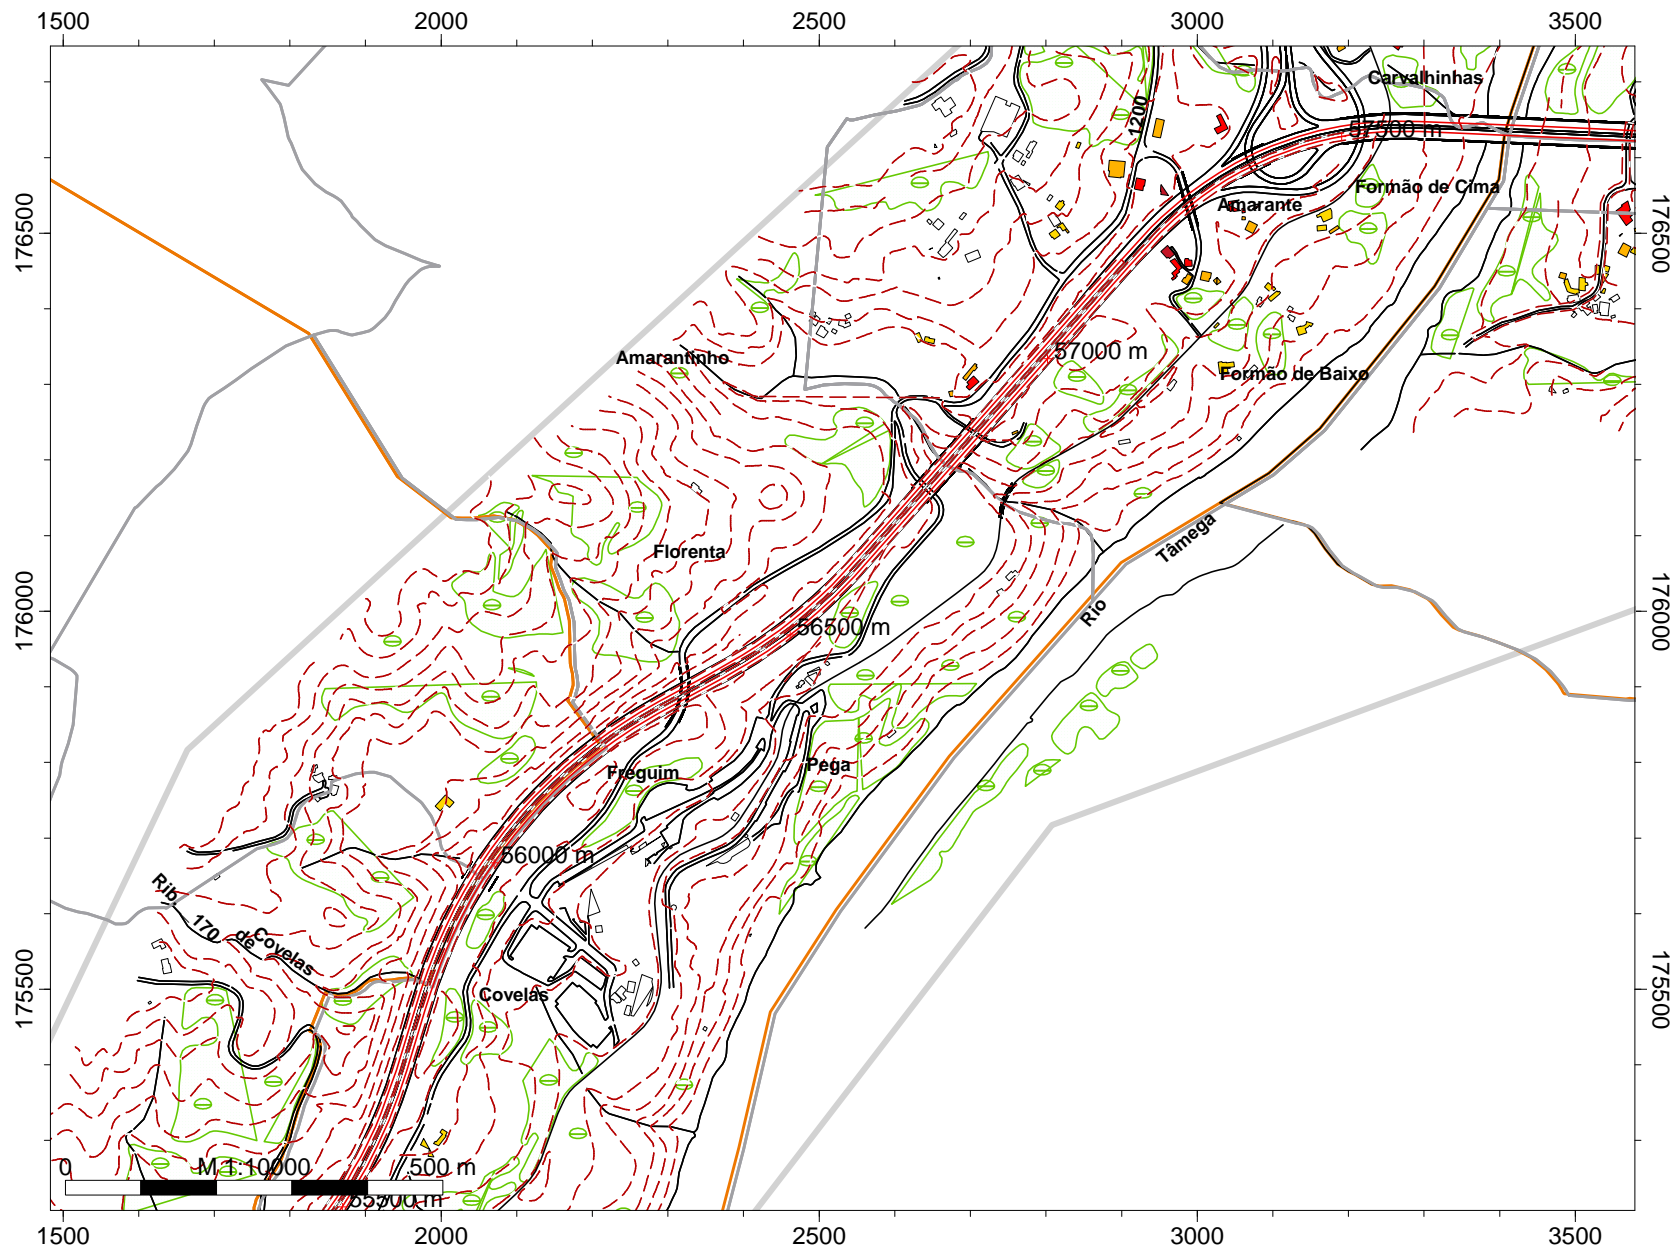 1500 2000 2500 3000 3500
Carvalhinhas
1200
57500 m
Formão de Cima
Amarante
176500
176500
57000 m
Amarantinho
Formão de Baixo
Tâmega
Florenta
Rio
176000
176000
56500 m
Pega
Freguim
56000 m
Rib.
170
de
Covelas
175500
175500
Covelas
0 M 1:10000 500 m
55500 m
1500 2000 2500 3000 3500